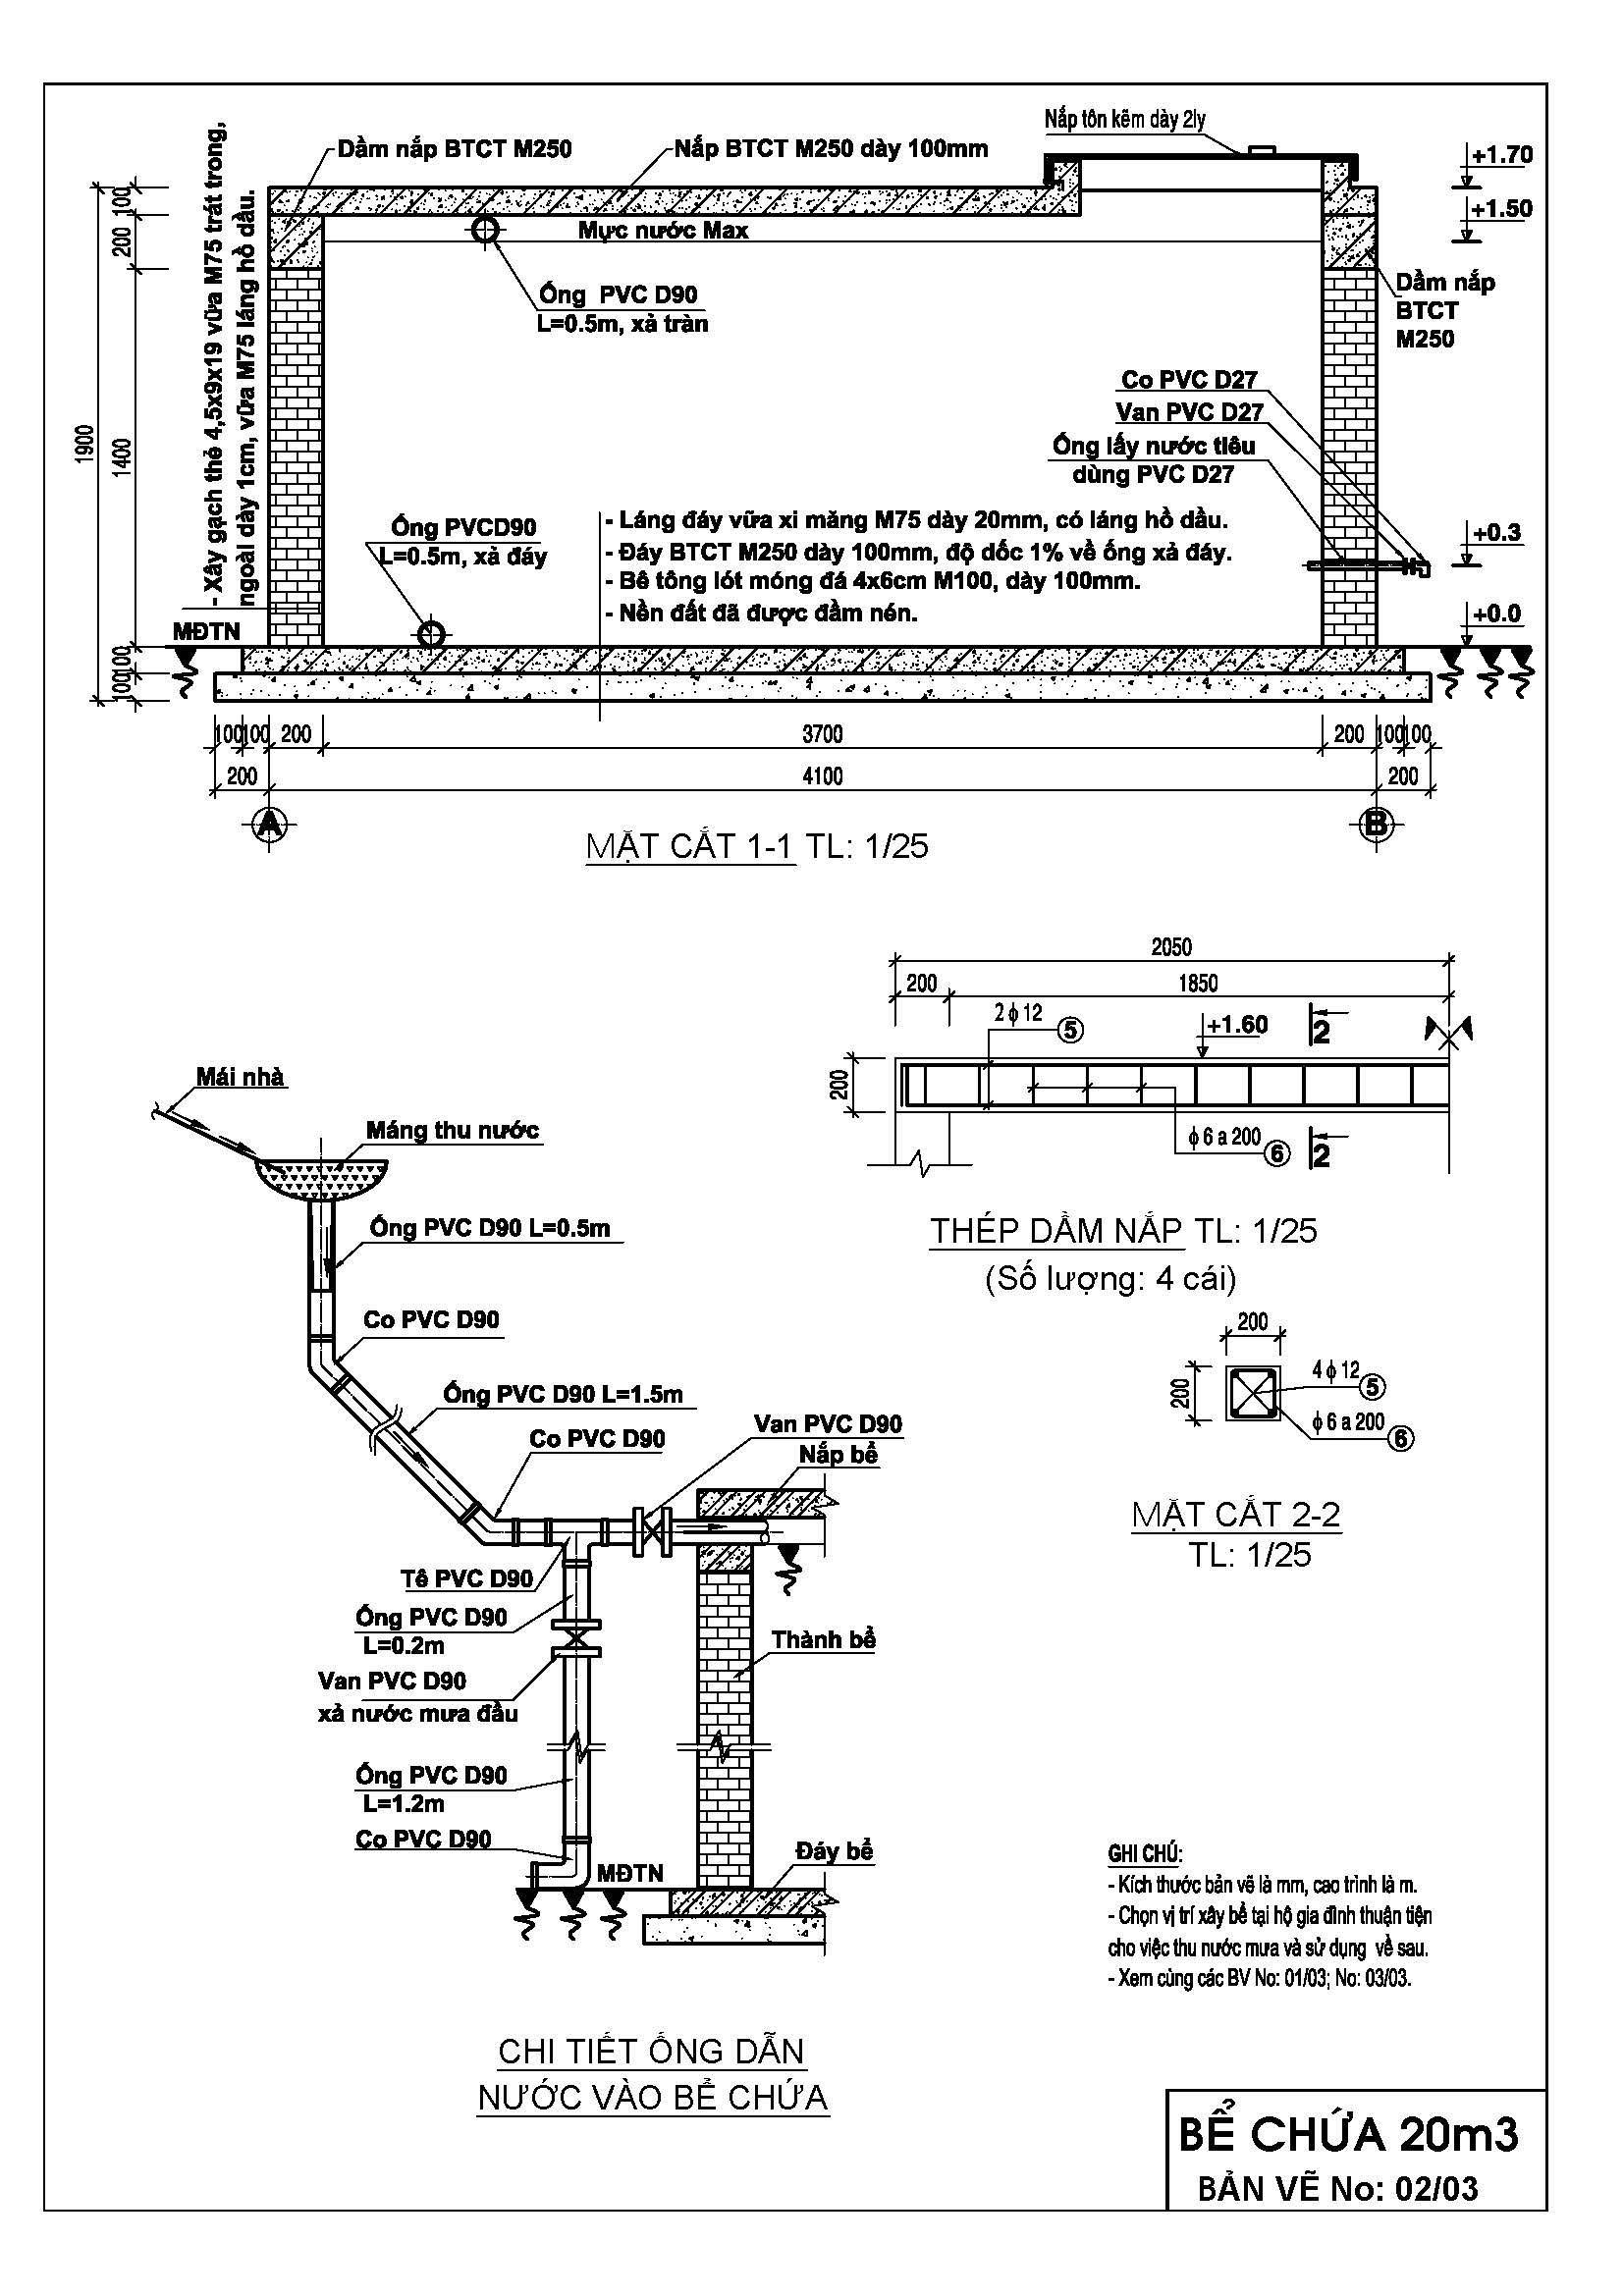 Nắp tôn kẽm dày 2ly
Dầm nắp BTCT M250
Nắp BTCT M250 dày 100mm
+1.70
+1.50
Mực nước Max
Ống PVC D90
L=0.5m, xả tràn
Dầm nắp
BTCT
M250
- Xây gạch thẻ 4,5x9x19 vữa M75 trát trong,
ngoài dày 1cm, vữa M75 láng hồ dầu.
100
200
1400
1900
100
100
Co PVC D27
Van PVC D27
Ống lấy nước tiêu
dùng PVC D27
Ống PVCD90
L=0.5m, xả đáy
- Láng đáy vữa xi măng M75 dày 20mm, có láng hồ dầu.
- Đáy BTCT M250 dày 100mm, độ dốc 1% về ống xả đáy.
- Bê tông lót móng đá 4x6cm M100, dày 100mm.
- Nền đất đã được đầm nén.
+0.3
+0.0
MĐTN
100 100 200 3700 200 100 100
200 4100 200
A B
MẶT CẮT 1-1 TL: 1/25
2050
200 1850
2ϕ12 5
+1.60
2
200
ϕ6 a 200 6
2
THÉP DẦM NẮP TL: 1/25
(Số lượng: 4 cái)
200
200
4ϕ12 5
ϕ6 a 200 6
MẶT CẮT 2-2
TL: 1/25
Mái nhà
Máng thu nước
Ống PVC D90 L=0.5m
Co PVC D90
Ống PVC D90 L=1.5m
Co PVC D90
Van PVC D90
Nắp bể
Tê PVC D90
Ống PVC D90
L=0.2m
Van PVC D90
xả nước mưa đầu
Thành bể
Ống PVC D90
L=1.2m
Co PVC D90
MĐTN
Đáy bể
CHI TIẾT ỐNG DẪN
NƯỚC VÀO BỂ CHỨA
GHI CHÚ:
- Kích thước bản vẽ là mm, cao trình là m.
- Chọn vị trí xây bể tại hộ gia đình thuận tiện
cho việc thu nước mưa và sử dụng về sau.
- Xem cùng các BV No: 01/03; No: 03/03.
BỂ CHỨA 20m3
BẢN VẼ No: 02/03